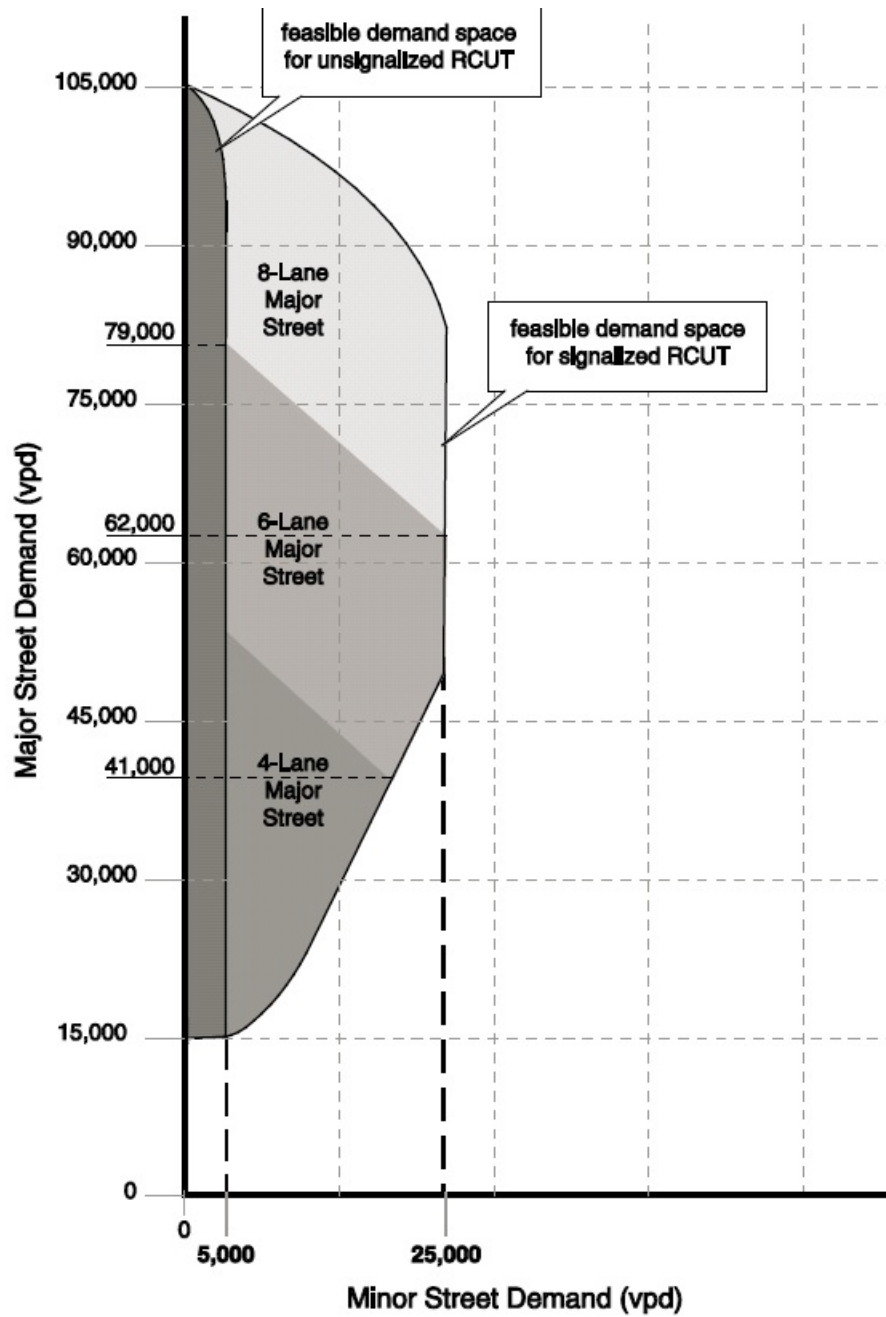 feasible demand space
for unsignalized RCUT
105,000
90,000
8-Lane
Major
Street
79,000
feasible demand space
for signalized RCUT
75,000
62,000
6-Lane
Major
Street
60,000
45,000
41,000
4-Lane
Major
Street
30,000
15,000
0
0
5,000
25,000
Major Street Demand (vpd)
Minor Street Demand (vpd)